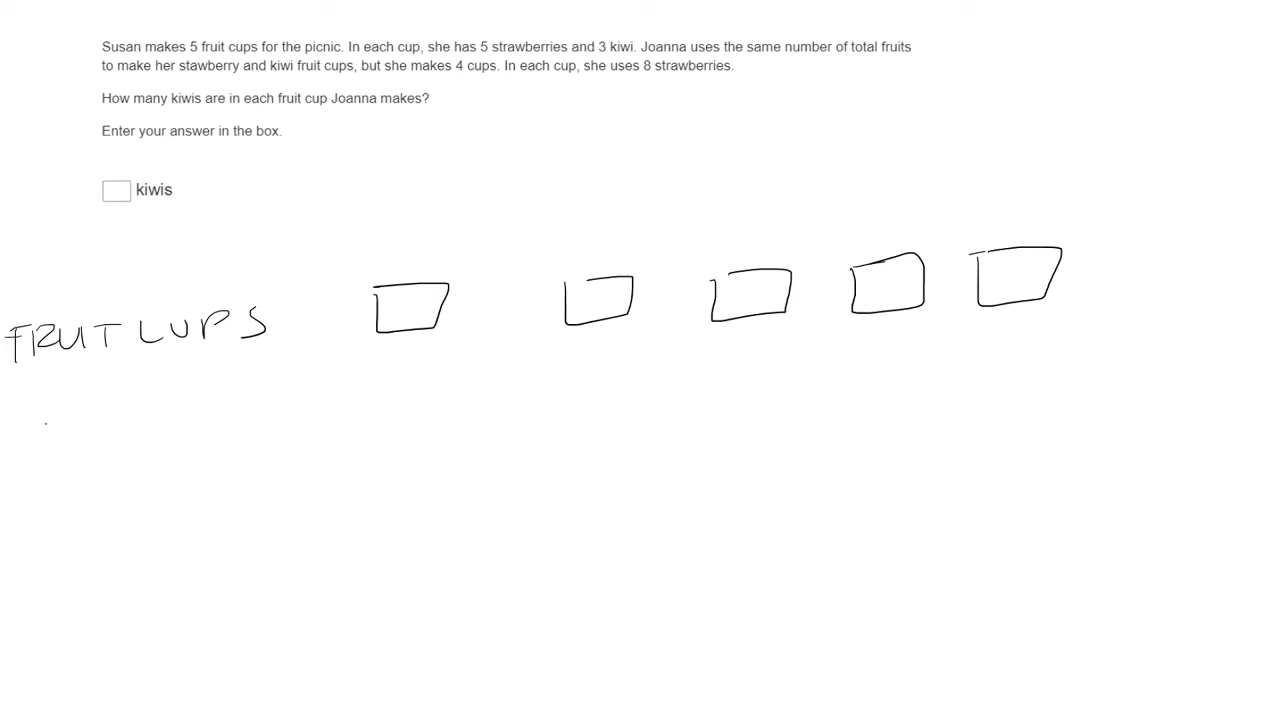 Susan makes 5 fruit cups for the picnic. In each cup, she has 5 strawberries and 3 kiwi. Joanna uses the same number of total fruits
to make her stawberry and kiwi fruit cups, but she makes 4 cups. In each cup, she uses 8 strawberries.
How many kiwis are in each fruit cup Joanna makes?
Enter your answer in the box.
kiwis
FRUIT CUPS